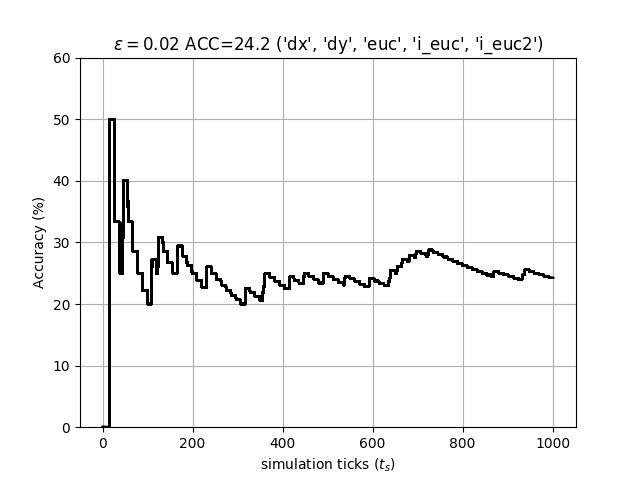 ε = 0.02 ACC=24.2 ('dx', 'dy', 'euc', 'i_euc', 'i_euc2')
60
50
40
30
20
10
0
Accuracy (%)
0 200 400 600 800 1000
simulation ticks (tₛ)